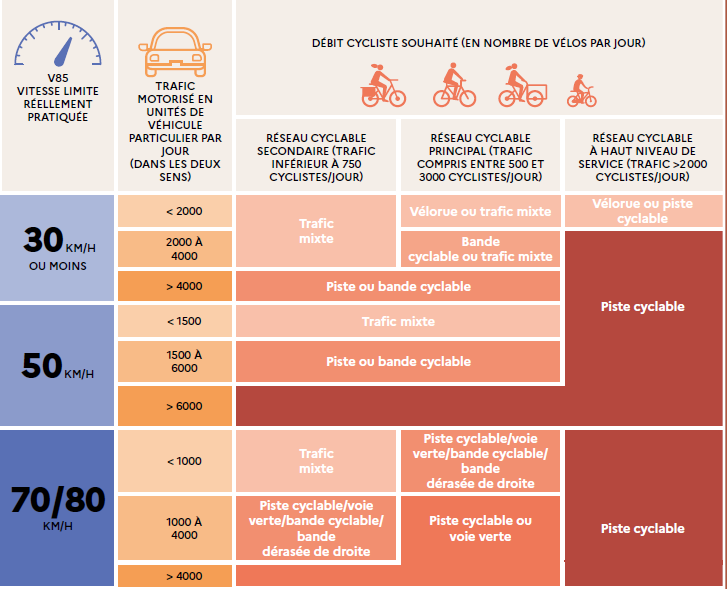 DÉBIT CYCLISTE SOUHAITÉ (EN NOMBRE DE VÉLOS PAR JOUR)
V85
VITESSE LIMITE
RÉELLEMENT
PRATIQUÉE
TRAFIC
MOTORISÉ EN
UNITÉS DE
VÉHICULE
PARTICULIER PAR
JOUR
(DANS LES DEUX
SENS)
RÉSEAU CYCLABLE
SECONDAIRE (TRAFIC
INFÉRIEUR À 750
CYCLISTES/JOUR)
RÉSEAU CYCLABLE
PRINCIPAL (TRAFIC
COMPRIS ENTRE 500 ET
3000 CYCLISTES/JOUR)
RÉSEAU CYCLABLE
À HAUT NIVEAU DE
SERVICE (TRAFIC >2000
CYCLISTES/JOUR)
30 KM/H
OU MOINS
< 2000
Trafic
mixte
Vélorue ou trafic mixte
Vélorue ou piste
cyclable
2000 À
4000
Bande
cyclable ou trafic mixte
Piste cyclable
> 4000
Piste ou bande cyclable
50 KM/H
< 1500
Trafic mixte
1500 À
6000
Piste ou bande cyclable
> 6000
70/80
KM/H
< 1000
Trafic
mixte
Piste cyclable/voie
verte/bande cyclable/
bande
dérasée de droite
Piste cyclable
1000 À
4000
Piste cyclable/voie
verte/bande cyclable/
bande
dérasée de droite
Piste cyclable ou
voie verte
> 4000